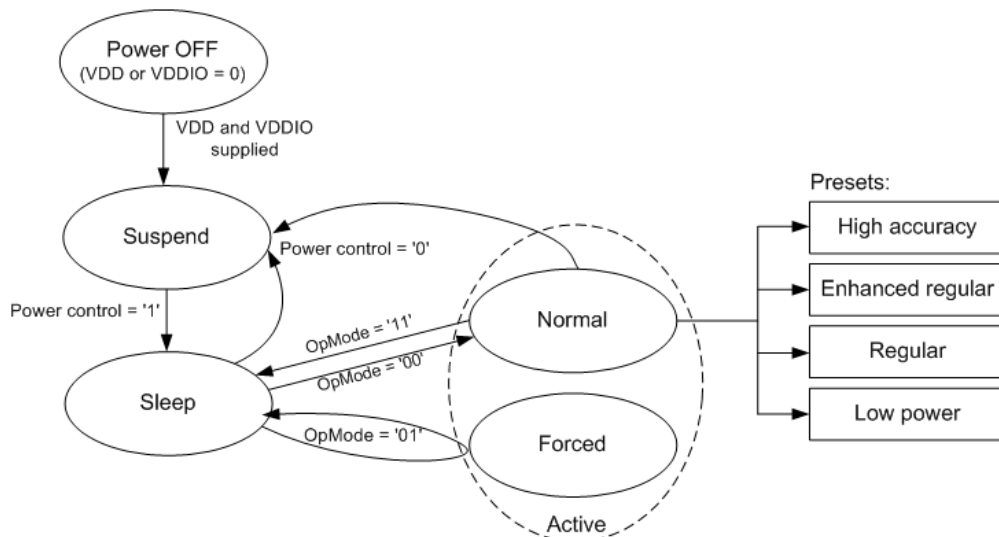 Power OFF
(VDD or VDDIO = 0)
VDD and VDDIO
supplied
Presets:
Suspend
High accuracy
Power control = '0'
Enhanced regular
Power control = '1'
Normal
OpMode = '11'
Regular
OpMode = '00'
Sleep
Low power
OpMode = '01'
Forced
Active